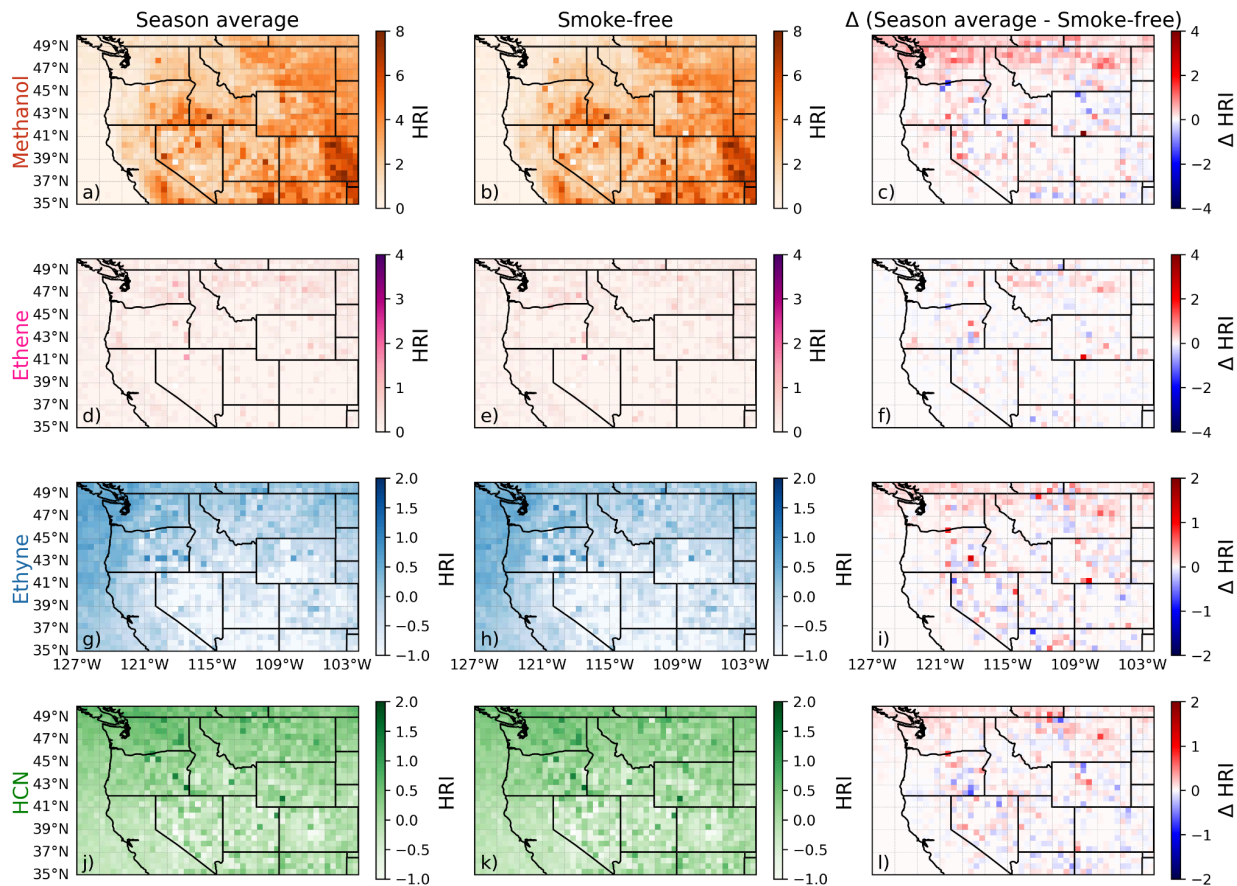 Season average
Smoke-free
Δ (Season average - Smoke-free)
Methanol
49°N
47°N
45°N
43°N
41°N
39°N
37°N
35°N
a)
8
6
4
2
0
HRI
b)
8
6
4
2
0
HRI
c)
4
2
0
−2
−4
Δ HRI
Ethene
49°N
47°N
45°N
43°N
41°N
39°N
37°N
35°N
d)
4
3
2
1
0
HRI
e)
4
3
2
1
0
HRI
f)
4
2
0
−2
−4
Δ HRI
Ethyne
49°N
47°N
45°N
43°N
41°N
39°N
37°N
35°N
g)
127°W 121°W 115°W 109°W 103°W
2.0
1.5
1.0
0.5
0.0
−0.5
−1.0
HRI
h)
127°W 121°W 115°W 109°W 103°W
2.0
1.5
1.0
0.5
0.0
−0.5
−1.0
HRI
i)
127°W 121°W 115°W 109°W 103°W
2
1
0
−1
−2
Δ HRI
HCN
49°N
47°N
45°N
43°N
41°N
39°N
37°N
35°N
j)
2.0
1.5
1.0
0.5
0.0
−0.5
−1.0
HRI
k)
2.0
1.5
1.0
0.5
0.0
−0.5
−1.0
HRI
l)
2
1
0
−1
−2
Δ HRI